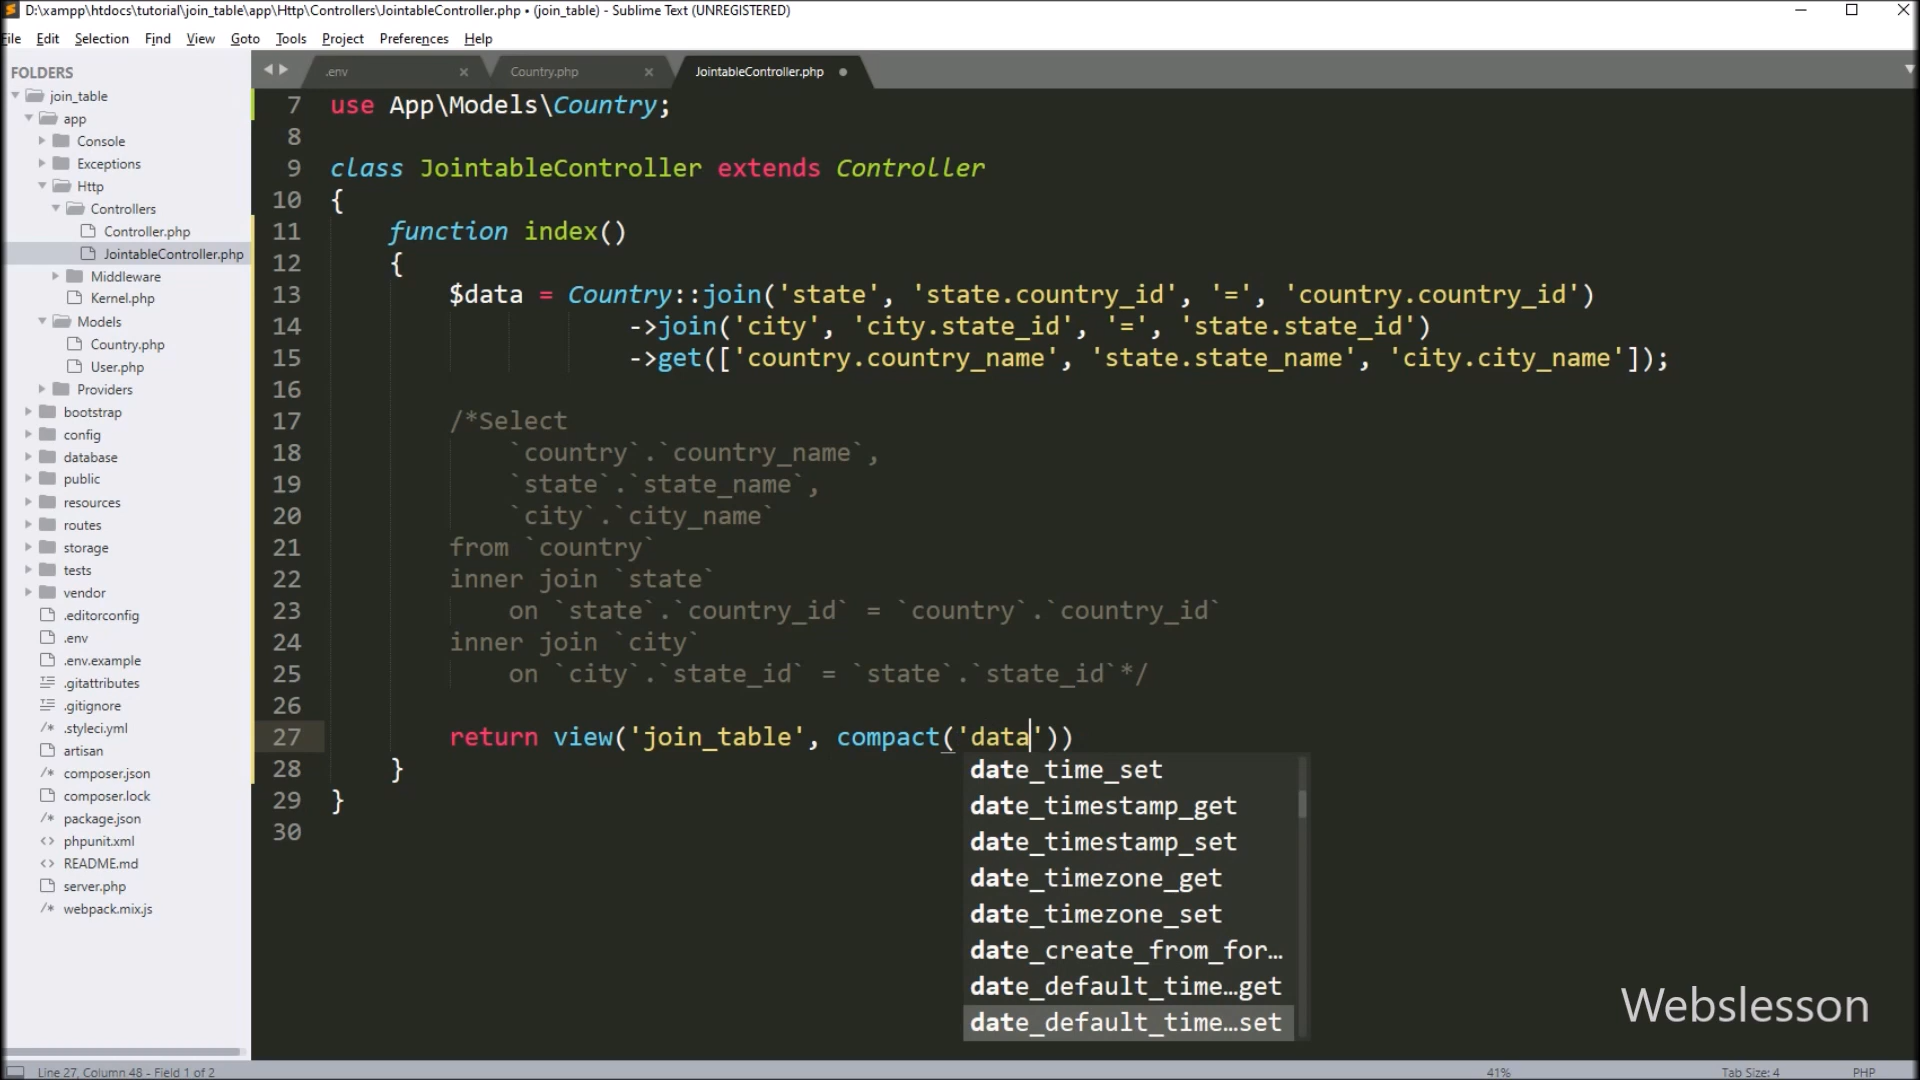 D:\xampp\htdocs\tutorial\join_table\app\Http\Controllers\JointableController.php • (join_table) - Sublime Text (UNREGISTERED)
File Edit Selection Find View Goto Tools Project Preferences Help
FOLDERS
join_table
app
Console
Exceptions
Http
Controllers
Controller.php
JointableController.php
Middleware
Kernel.php
Models
Country.php
User.php
Providers
bootstrap
config
database
public
resources
routes
storage
tests
vendor
.editorconfig
.env
.env.example
.gitattributes
.gitignore
/* .styleci.yml
artisan
/* composer.json
composer.lock
/* package.json
<> phpunit.xml
<> README.md
server.php
/* webpack.mix.js
.env × Country.php × JointableController.php
7 use App\Models\Country;
8
9 class JointableController extends Controller
10 {
11 function index()
12 {
13 $data = Country::join('state', 'state.country_id', '=', 'country.country_id')
14 ->join('city', 'city.state_id', '=', 'state.state_id')
15 ->get(['country.country_name', 'state.state_name', 'city.city_name']);
16
17 /*Select
18 `country`.`country_name`,
19 `state`.`state_name`,
20 `city`.`city_name`
21 from `country`
22 inner join `state`
23 on `state`.`country_id` = `country`.`country_id`
24 inner join `city`
25 on `city`.`state_id` = `state`.`state_id`*/
26
27 return view('join_table', compact('data'))
28 }
29 }
30
date_time_set
date_timestamp_get
date_timestamp_set
date_timezone_get
date_timezone_set
date_create_from_for…
date_default_time…get
date_default_time…set
Webslesson
Line 27, Column 48 - Field 1 of 2 41% Tab Size: 4 PHP